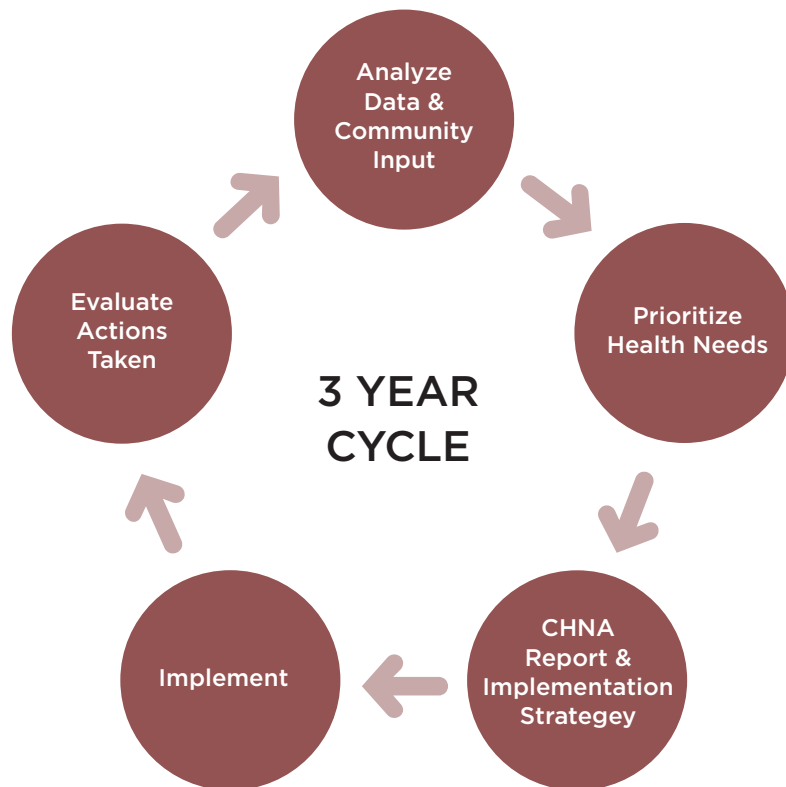 Analyze
Data &
Community
Input
Prioritize
Health Needs
CHNA
Report &
Implementation
Strategey
Implement
Evaluate
Actions
Taken
3 YEAR
CYCLE